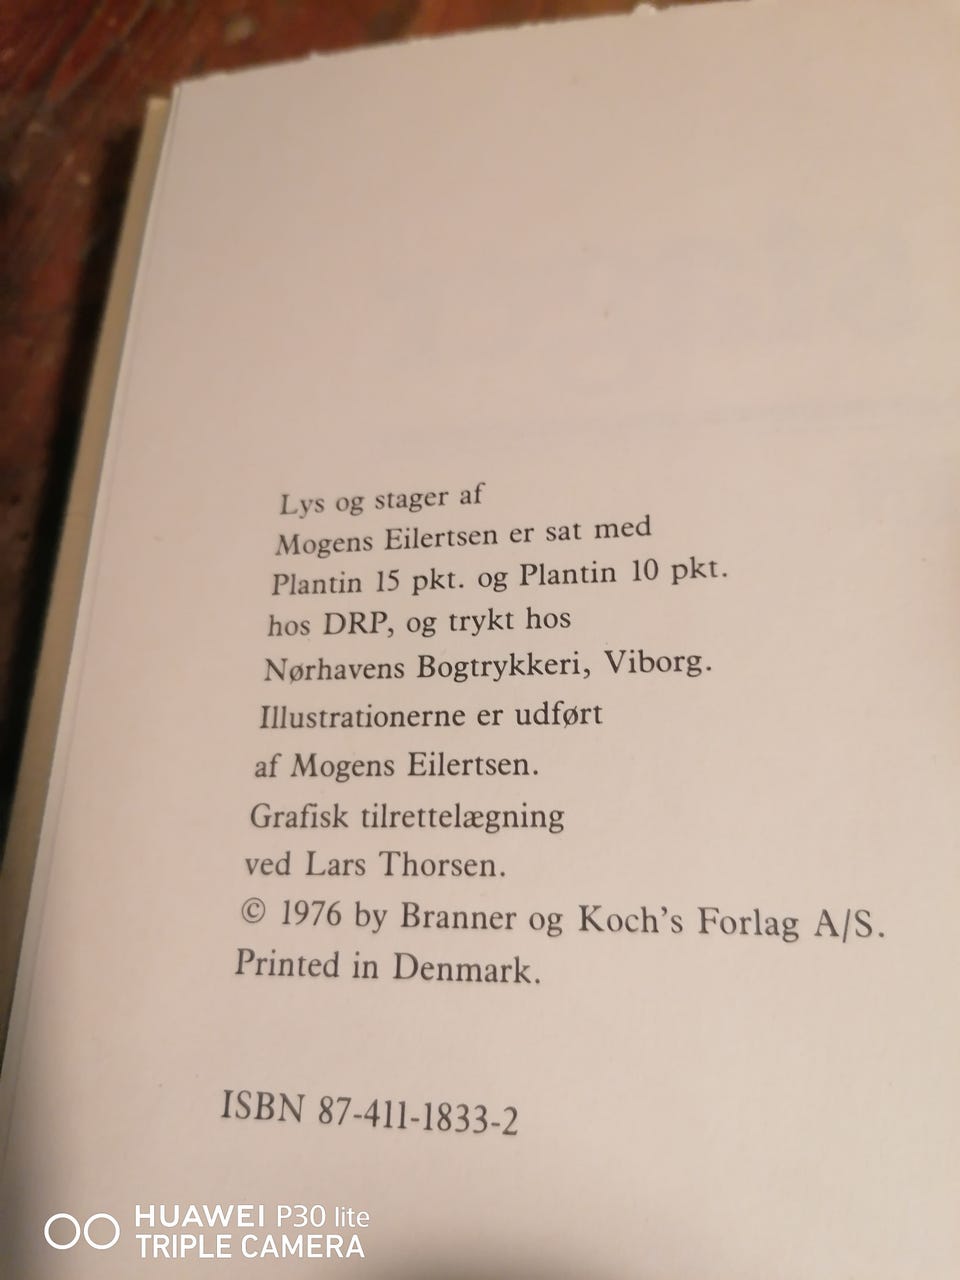 Lys og stager af
Mogens Eilertsen er sat med
Plantin 15 pkt. og Plantin 10 pkt.
hos DRP, og trykt hos
Nørhavens Bogtrykkeri, Viborg.
Illustrationerne er udført
af Mogens Eilertsen.
Grafisk tilrettelægning
ved Lars Thorsen.
© 1976 by Branner og Koch's Forlag A/S.
Printed in Denmark.
ISBN 87-411-1833-2
HUAWEI P30 lite
TRIPLE CAMERA